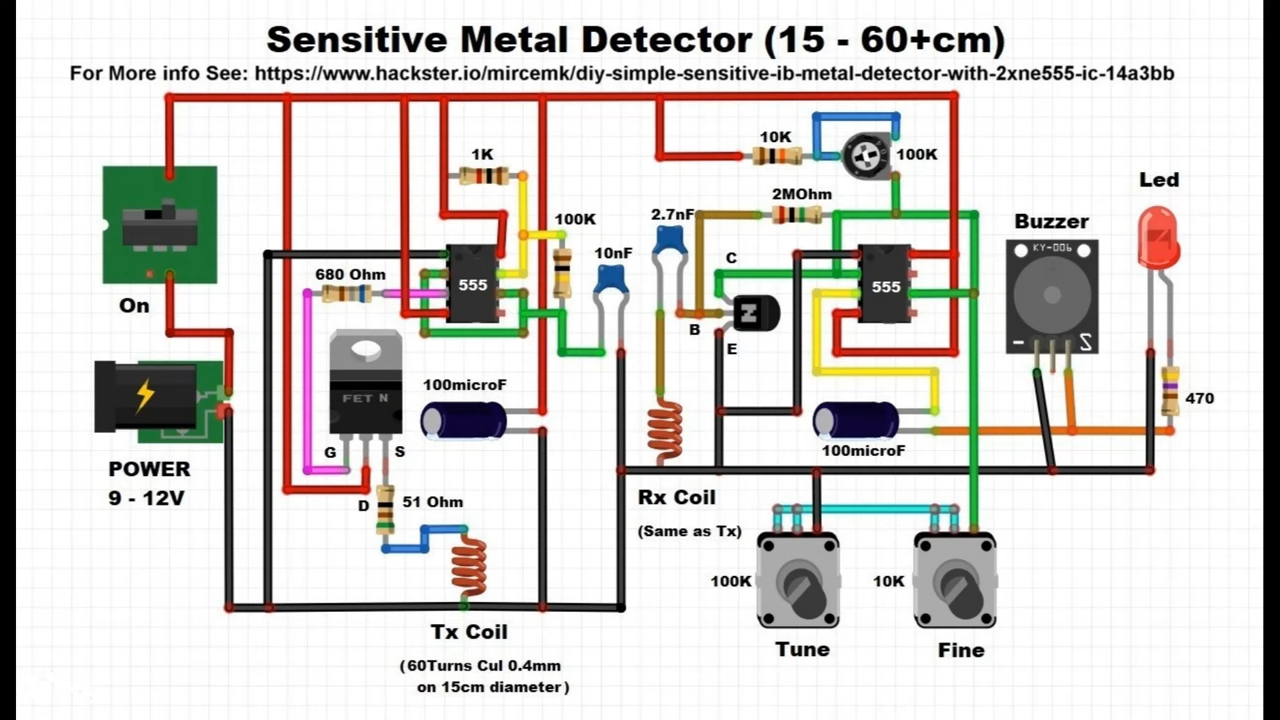 Sensitive Metal Detector (15 - 60+cm)
For More info See: https://www.hackster.io/mircemk/diy-simple-sensitive-ib-metal-detector-with-2xne555-ic-14a3bb
10K
1K
100K
Led
2MOhm
100K
2.7nF
Buzzer
KY-006
10nF
C
680 Ohm
555
555
On
N
B
E
-
S
100microF
FET N
470
G
S
100microF
POWER
9 - 12V
D
51 Ohm
Rx Coil
(Same as Tx)
100K
10K
Tx Coil
Tune
Fine
(60Turns CuI 0.4mm
on 15cm diameter)